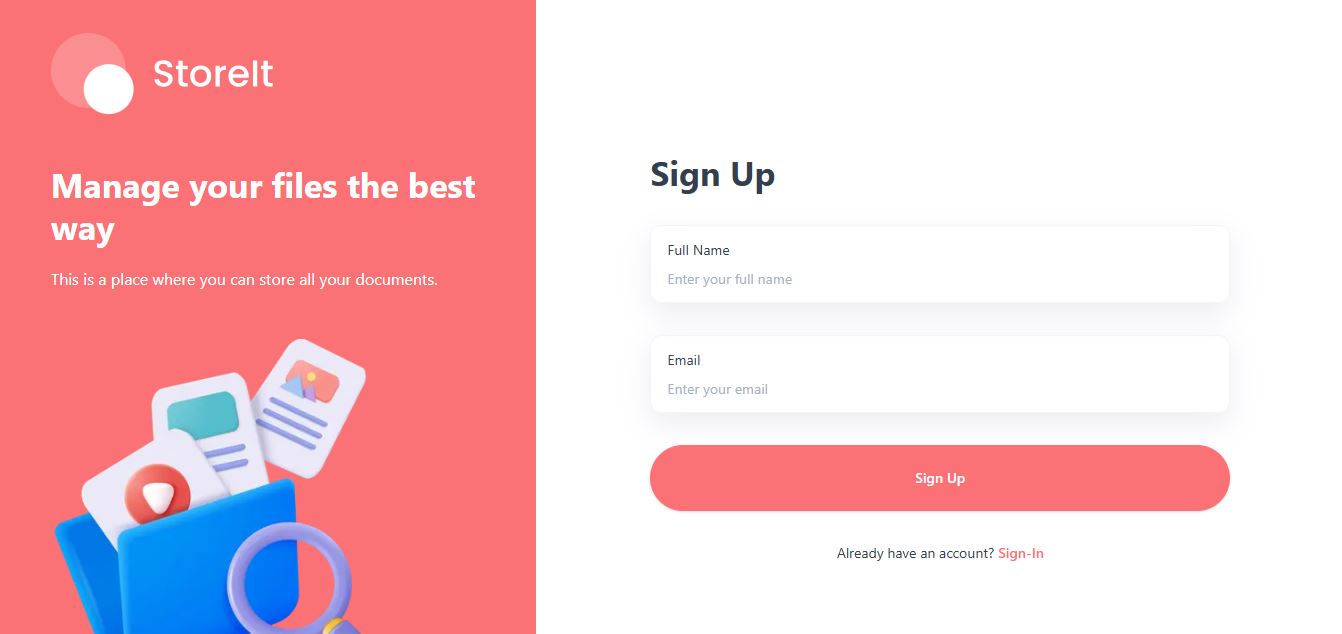 StoreIt
Manage your files the best
way
This is a place where you can store all your documents.
Sign Up
Full Name
Enter your full name
Email
Enter your email
Sign Up
Already have an account? Sign-In